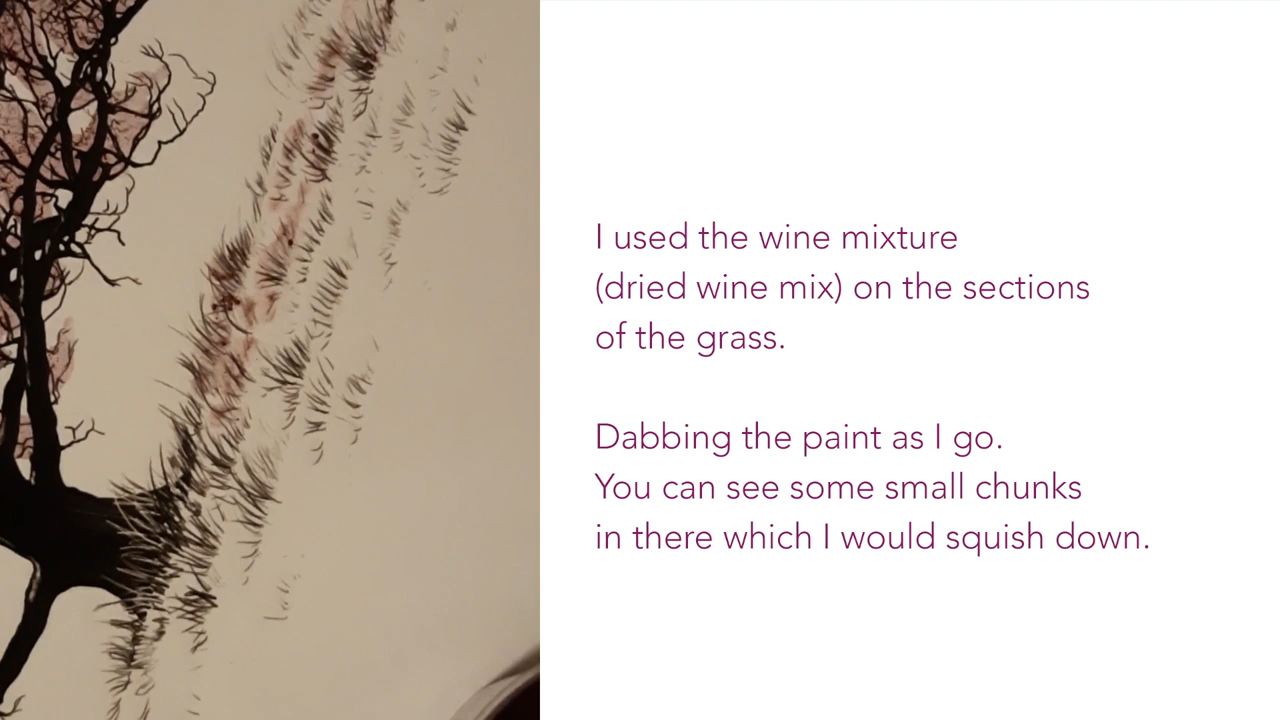 I used the wine mixture
(dried wine mix) on the sections
of the grass.
Dabbing the paint as I go.
You can see some small chunks
in there which I would squish down.